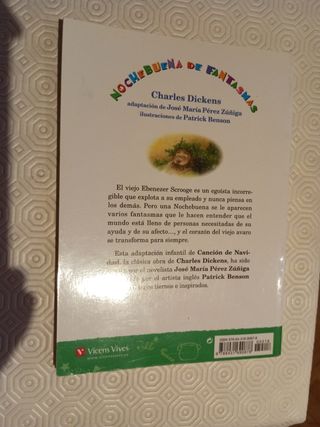 NOCHEBUENA DE FANTASMAS
Charles Dickens
adaptación de José María Pérez Zúñiga
ilustraciones de Patrick Benson
El viejo Ebenezer Scrooge es un egoísta incorre-
gible que explota a su empleado y nunca piensa en
los demás. Pero una Nochebuena se le aparecen
varios fantasmas que le hacen entender que el
mundo está lleno de personas necesitadas de su
ayuda y de su afecto..., y el corazón del viejo avaro
se transforma para siempre.
Esta adaptación infantil de Canción de Navi-
dad, la clásica obra de Charles Dickens, ha sido
por el novelista José María Pérez Zúñiga
por el artista inglés Patrick Benson
tiernos e inspirados.
Vicens Vives